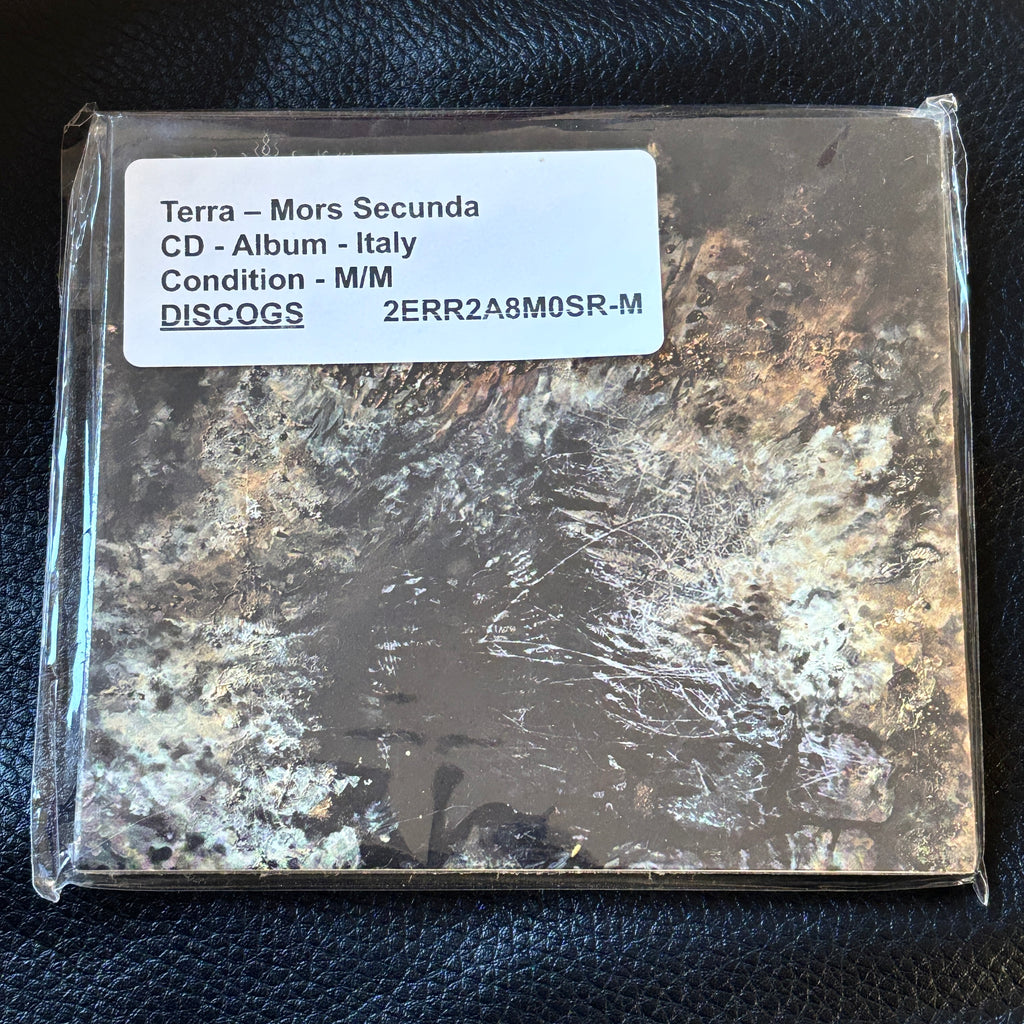 Terra – Mors Secunda
CD - Album - Italy
Condition - M/M
DISCOGS 2ERR2A8M0SR-M